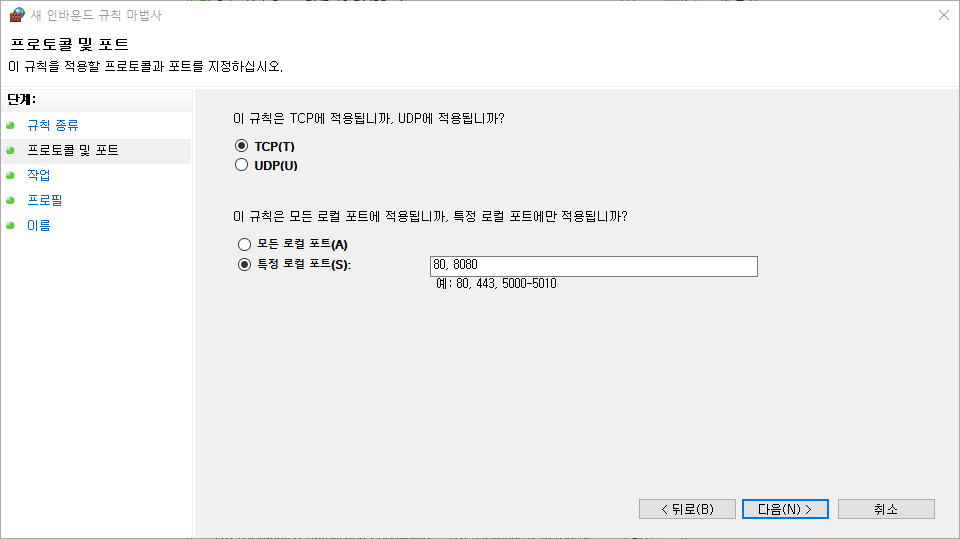 새 인바운드 규칙 마법사
프로토콜 및 포트
이 규칙을 적용할 프로토콜과 포트를 지정하십시오.
단계:
규칙 종류
프로토콜 및 포트
작업
프로필
이름
이 규칙은 TCP에 적용됩니까, UDP에 적용됩니까?
TCP(T)
UDP(U)
이 규칙은 모든 로컬 포트에 적용됩니까, 특정 로컬 포트에만 적용됩니까?
모든 로컬 포트(A)
특정 로컬 포트(S):
80, 8080
예: 80, 443, 5000-5010
< 뒤로(B)
다음(N) >
취소